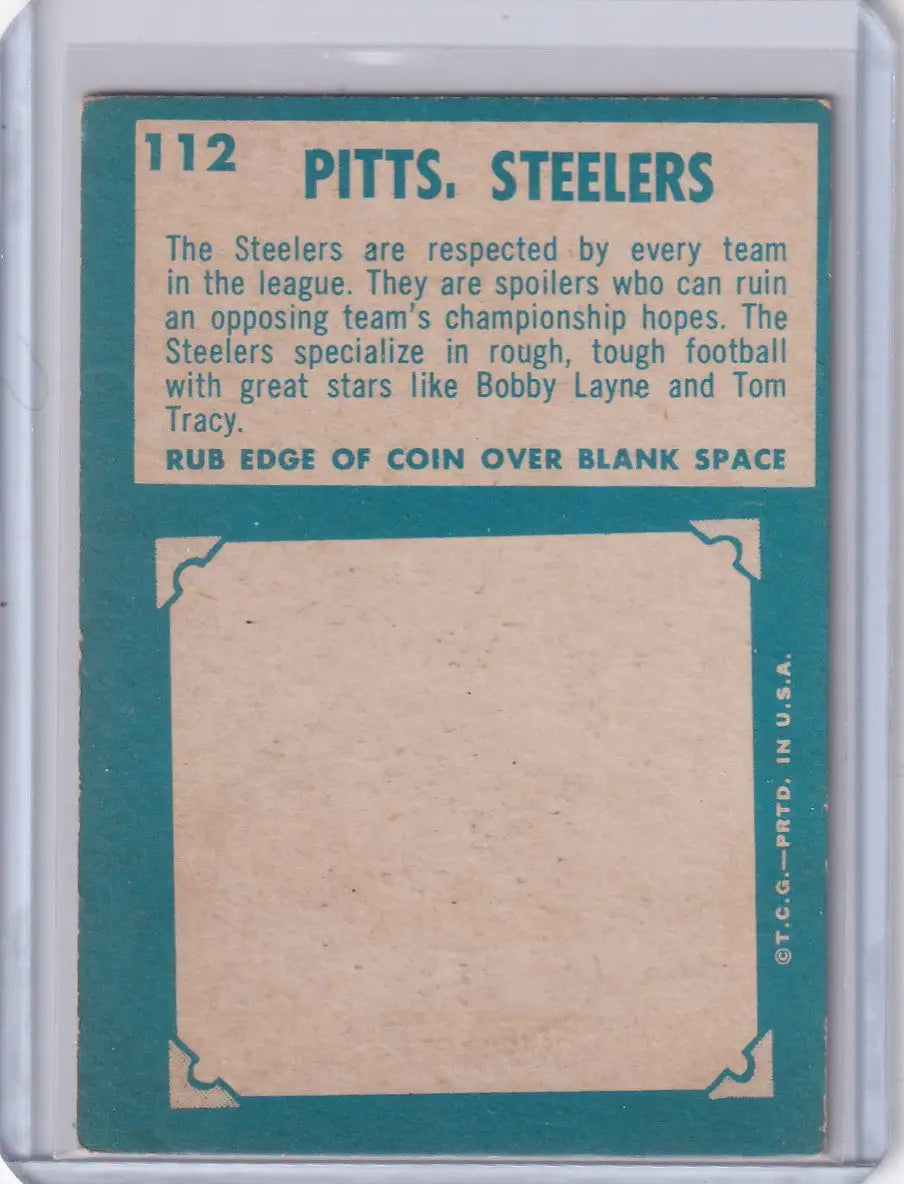 112
PITTS. STEELERS
The Steelers are respected by every team
in the league. They are spoilers who can ruin
an opposing team's championship hopes. The
Steelers specialize in rough, tough football
with great stars like Bobby Layne and Tom
Tracy.
RUB EDGE OF COIN OVER BLANK SPACE
©T.C.G.—PRTD. IN U.S.A.